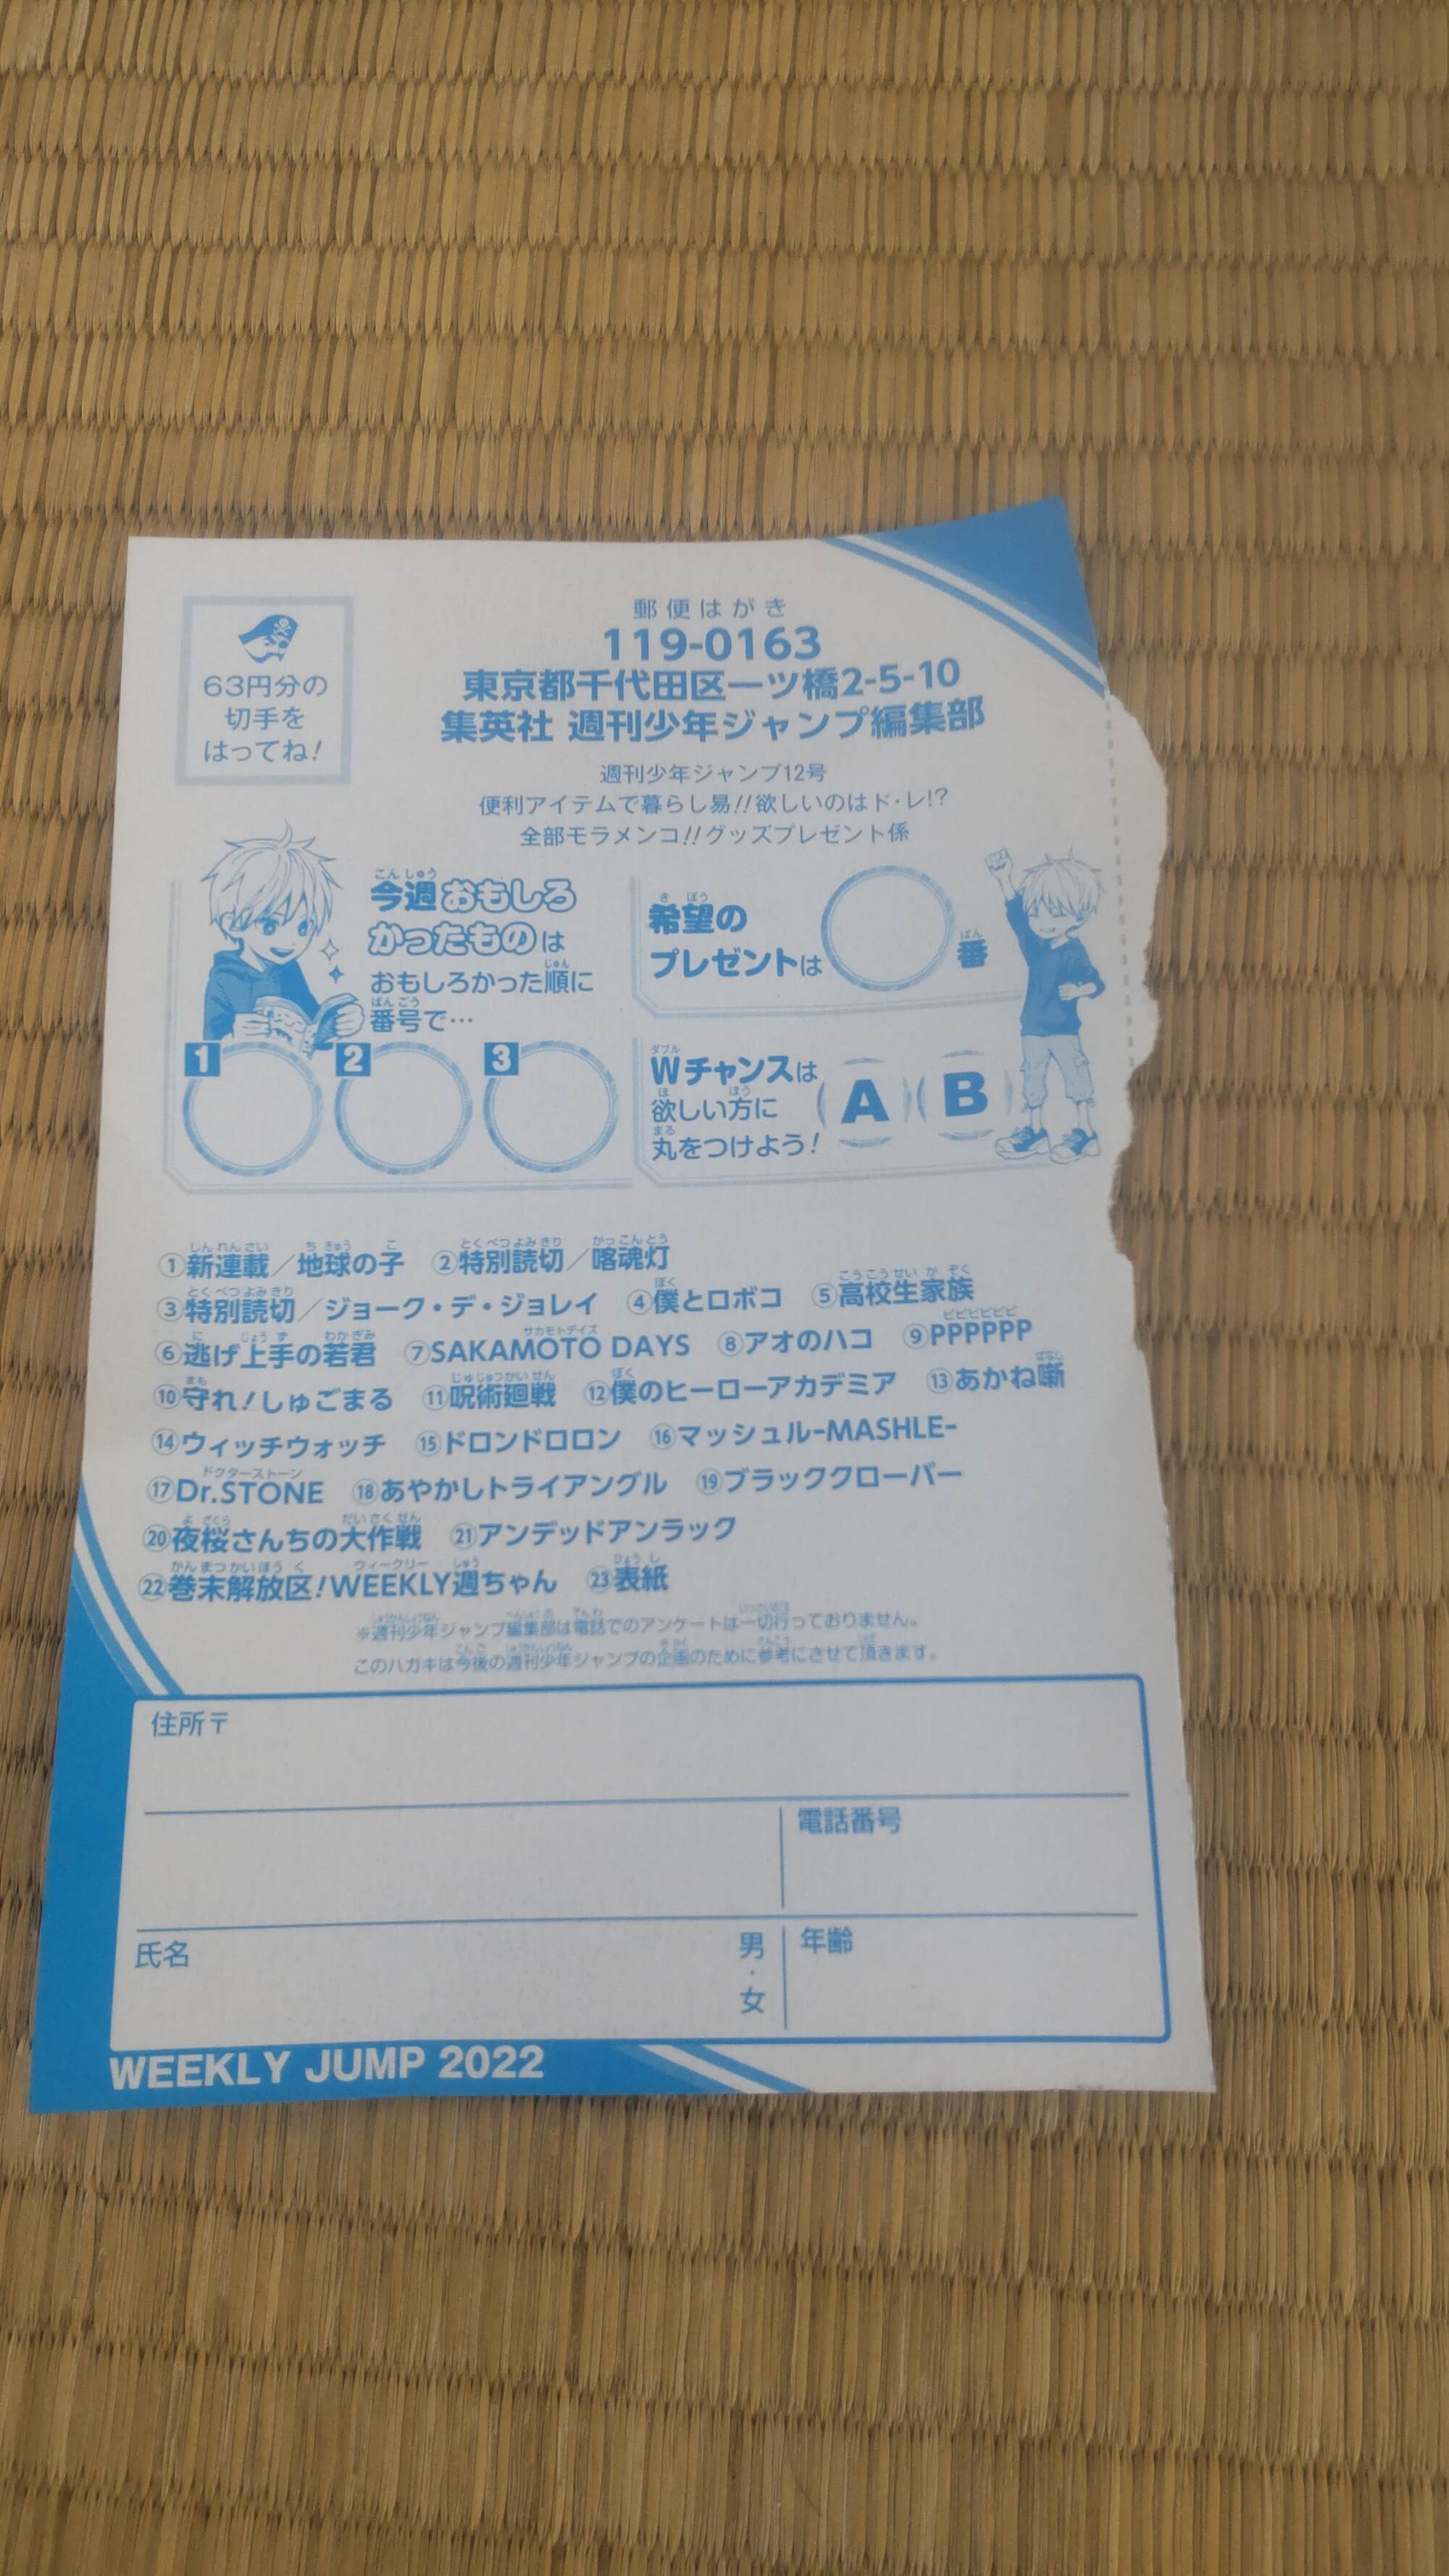 郵便はがき
119-0163
東京都千代田区一ツ橋2-5-10
集英社 週刊少年ジャンプ編集部
63円分の
切手を
はってね!
週刊少年ジャンプ12号
便利アイテムで暮らし易!!欲しいのはド・レ!?
全部モラメンコ!!グッズプレゼント係
今週おもしろ
かったものは
おもしろかった順に
番号で…
1 2 3
希望の
プレゼントは 番
Wチャンスは
欲しい方に
丸をつけよう!
A B
①新連載/地球の子 ②特別読切/喀魂灯
③特別読切/ジョーク・デ・ジョレイ ④僕とロボコ ⑤高校生家族
⑥逃げ上手の若君 ⑦SAKAMOTO DAYS ⑧アオのハコ ⑨PPPPPP
⑩守れ!しゅごまる ⑪呪術廻戦 ⑫僕のヒーローアカデミア ⑬あかね噺
⑭ウィッチウォッチ ⑮ドロンドロロン ⑯マッシュル-MASHLE-
⑰Dr.STONE ⑱あやかしトライアングル ⑲ブラッククローバー
⑳夜桜さんちの大作戦 ㉑アンデッドアンラック
㉒巻末解放区!WEEKLY週ちゃん ㉓表紙
※週刊少年ジャンプ編集部は電話でのアンケートは一切行っておりません。
このハガキは今後の週刊少年ジャンプの企画のために参考にさせて頂きます。
住所〒
電話番号
氏名 男・女 年齢
WEEKLY JUMP 2022